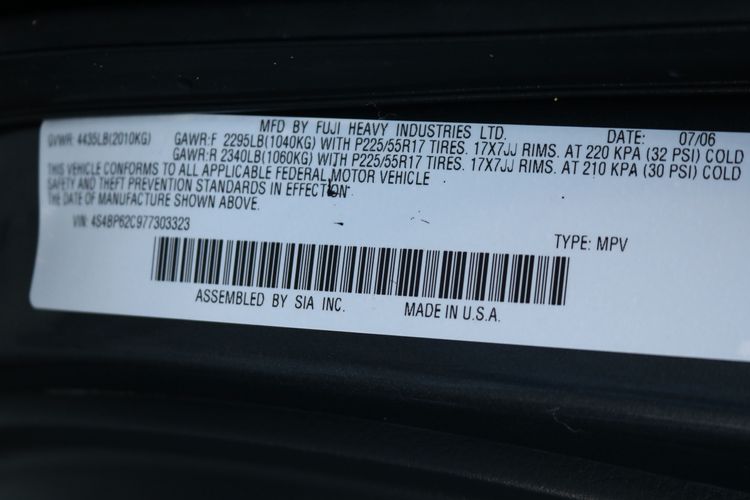 MFD BY FUJI HEAVY INDUSTRIES LTD. DATE: 07/06
GVWR: 4435LB(2010KG) GAWR:F 2295LB(1040KG) WITH P225/55R17 TIRES. 17X7JJ RIMS. AT 220 KPA (32 PSI) COLD
GAWR:R 2340LB(1060KG) WITH P225/55R17 TIRES. 17X7JJ RIMS. AT 210 KPA (30 PSI) COLD
THIS VEHICLE CONFORMS TO ALL APPLICABLE FEDERAL MOTOR VEHICLE
SAFETY AND THEFT PREVENTION STANDARDS IN EFFECT ON
THE DATE OF MANUFACTURE SHOWN ABOVE.
VIN: 4S4BP62C977303323
TYPE: MPV
ASSEMBLED BY SIA INC. MADE IN U.S.A.